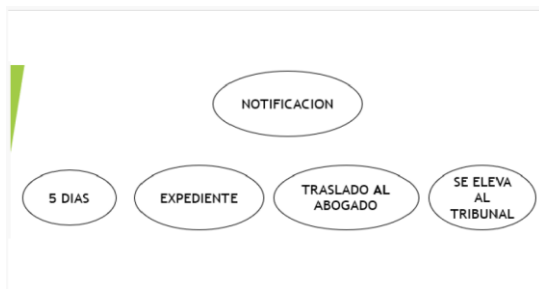 NOTIFICACION
5 DIAS
EXPEDIENTE
TRASLADO AL
ABOGADO
SE ELEVA
AL
TRIBUNAL